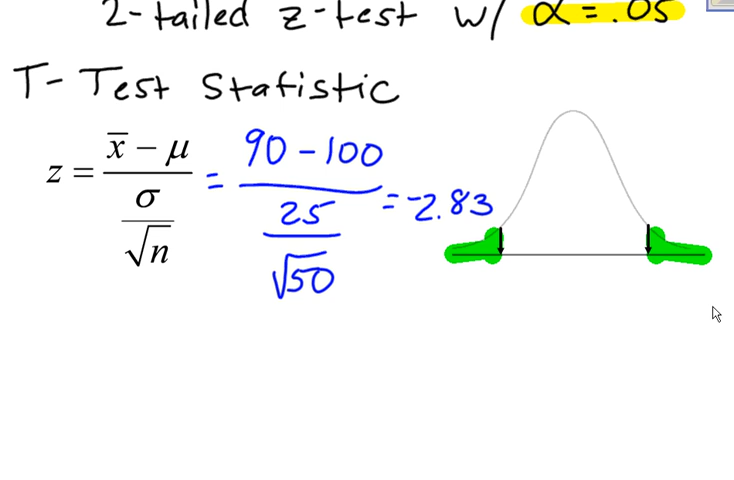 2-tailed z-test w/ α=.05
T- Test Statistic
z = (x̄ − μ) / (σ / √n) = (90 − 100) / (25 / √50) = -2.83